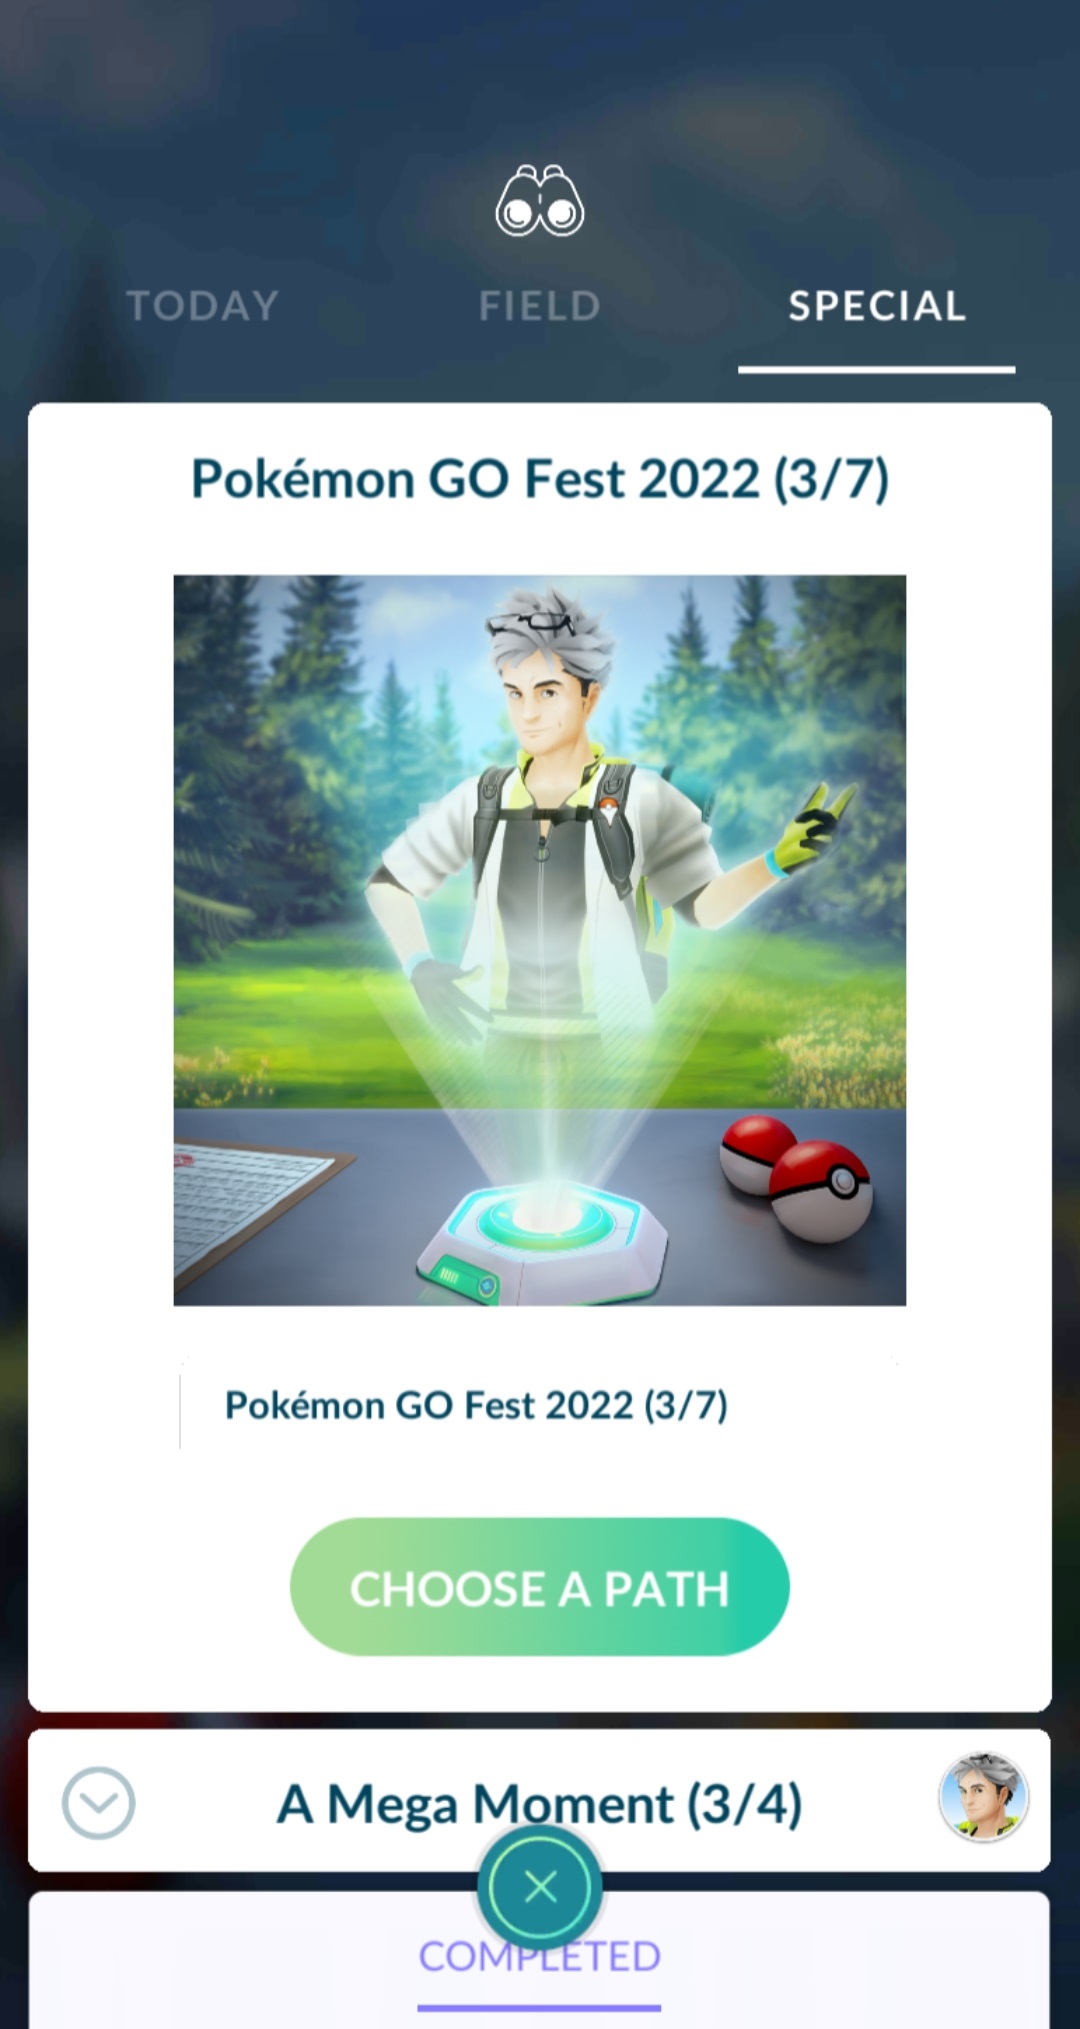 TODAY
FIELD
SPECIAL
Pokémon GO Fest 2022 (3/7)
Pokémon GO Fest 2022 (3/7)
CHOOSE A PATH
A Mega Moment (3/4)
COMPLETED